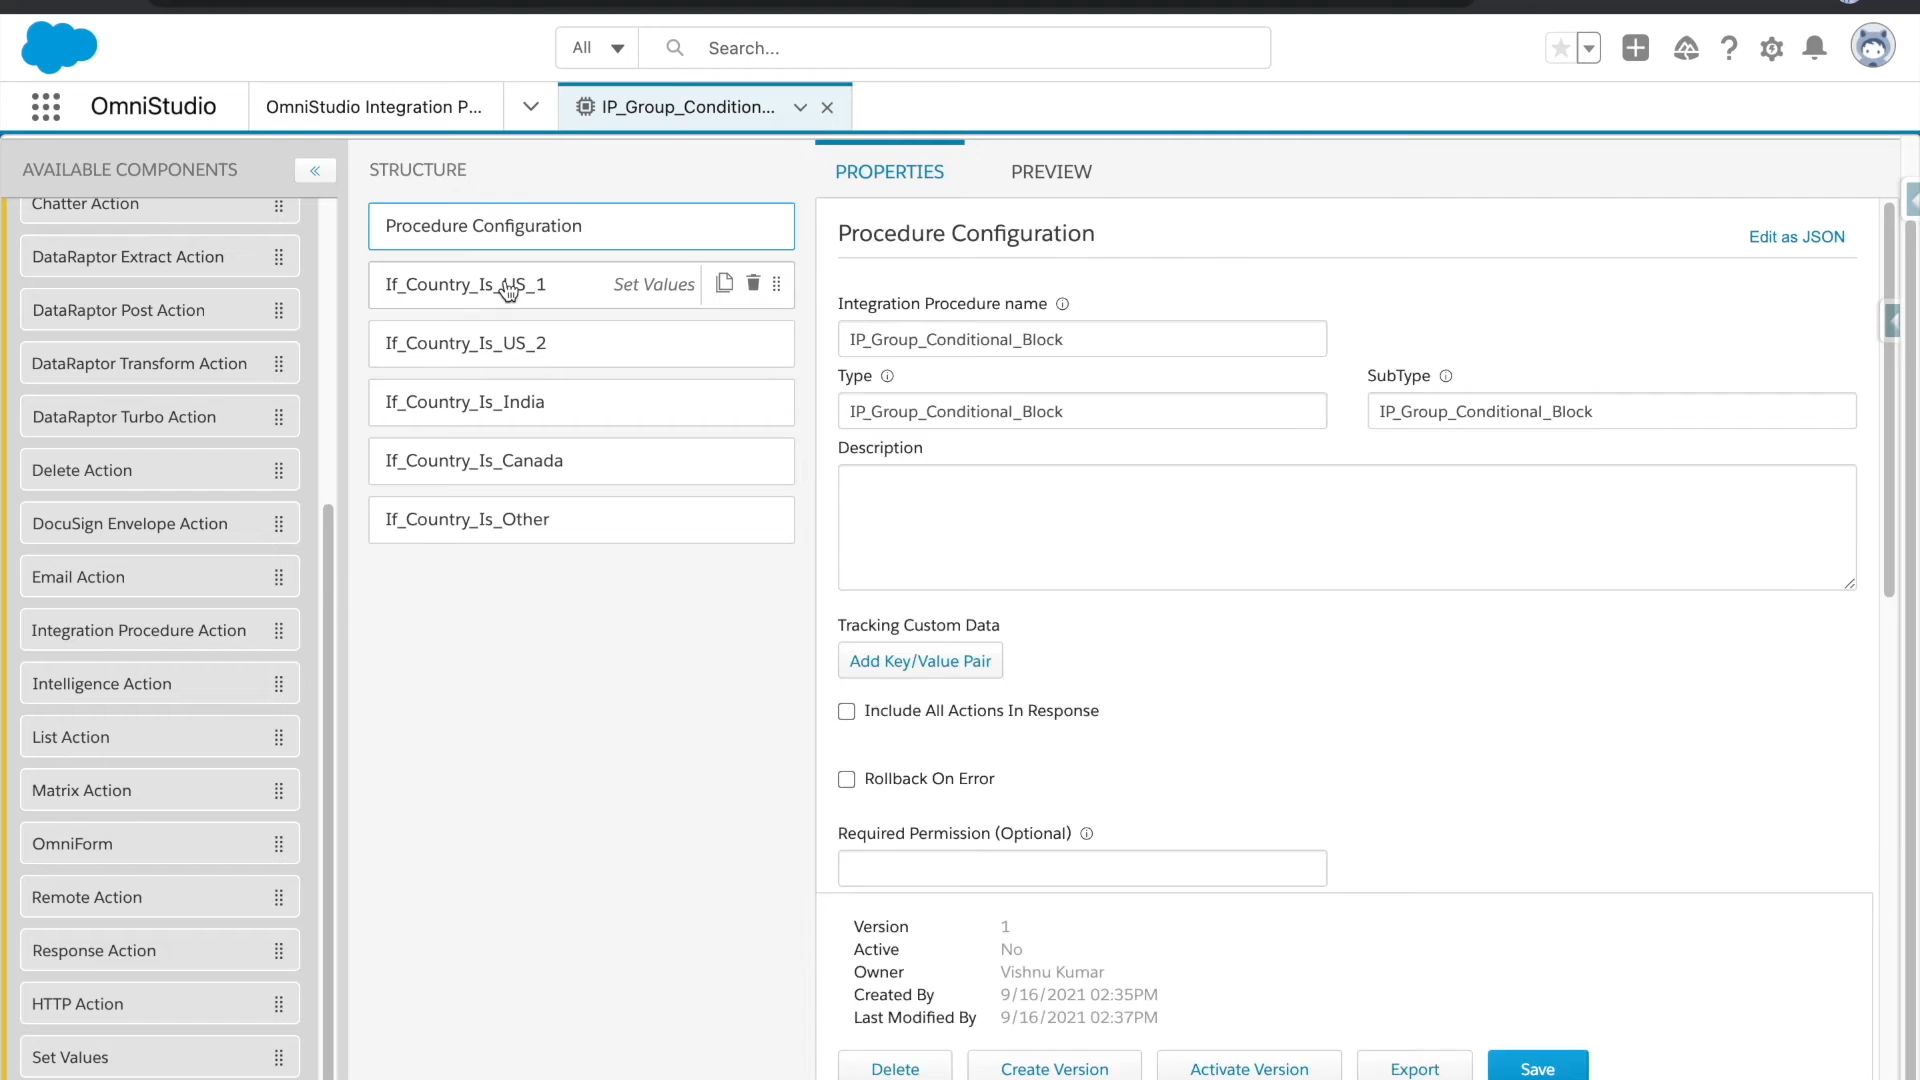 All
Search...
OmniStudio
OmniStudio Integration P...
IP_Group_Condition...
AVAILABLE COMPONENTS
«
Chatter Action
DataRaptor Extract Action
DataRaptor Post Action
DataRaptor Transform Action
DataRaptor Turbo Action
Delete Action
DocuSign Envelope Action
Email Action
Integration Procedure Action
Intelligence Action
List Action
Matrix Action
OmniForm
Remote Action
Response Action
HTTP Action
Set Values
STRUCTURE
Procedure Configuration
If_Country_Is_US_1 Set Values
If_Country_Is_US_2
If_Country_Is_India
If_Country_Is_Canada
If_Country_Is_Other
PROPERTIES PREVIEW
Procedure Configuration
Edit as JSON
Integration Procedure name
IP_Group_Conditional_Block
Type SubType
IP_Group_Conditional_Block IP_Group_Conditional_Block
Description
Tracking Custom Data
Add Key/Value Pair
Include All Actions In Response
Rollback On Error
Required Permission (Optional)
Version 1
Active No
Owner Vishnu Kumar
Created By 9/16/2021 02:35PM
Last Modified By 9/16/2021 02:37PM
Delete Create Version Activate Version Export Save